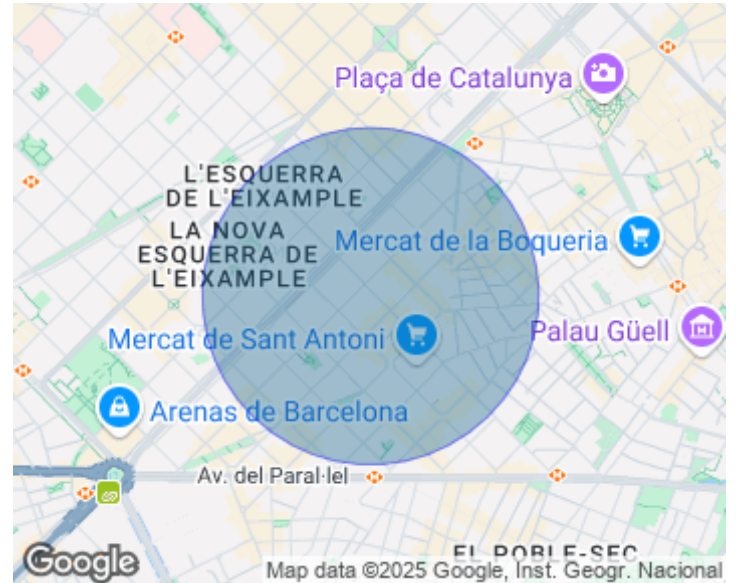 Plaça de Catalunya
L'ESQUERRA
DE L'EIXAMPLE
LA NOVA
ESQUERRA DE
L'EIXAMPLE
Mercat de la Boqueria
Mercat de Sant Antoni
Palau Güell
Arenas de Barcelona
Av. del Paral·lel
EL POBLE-SEC
Google
Map data ©2025 Google, Inst. Geogr. Nacional